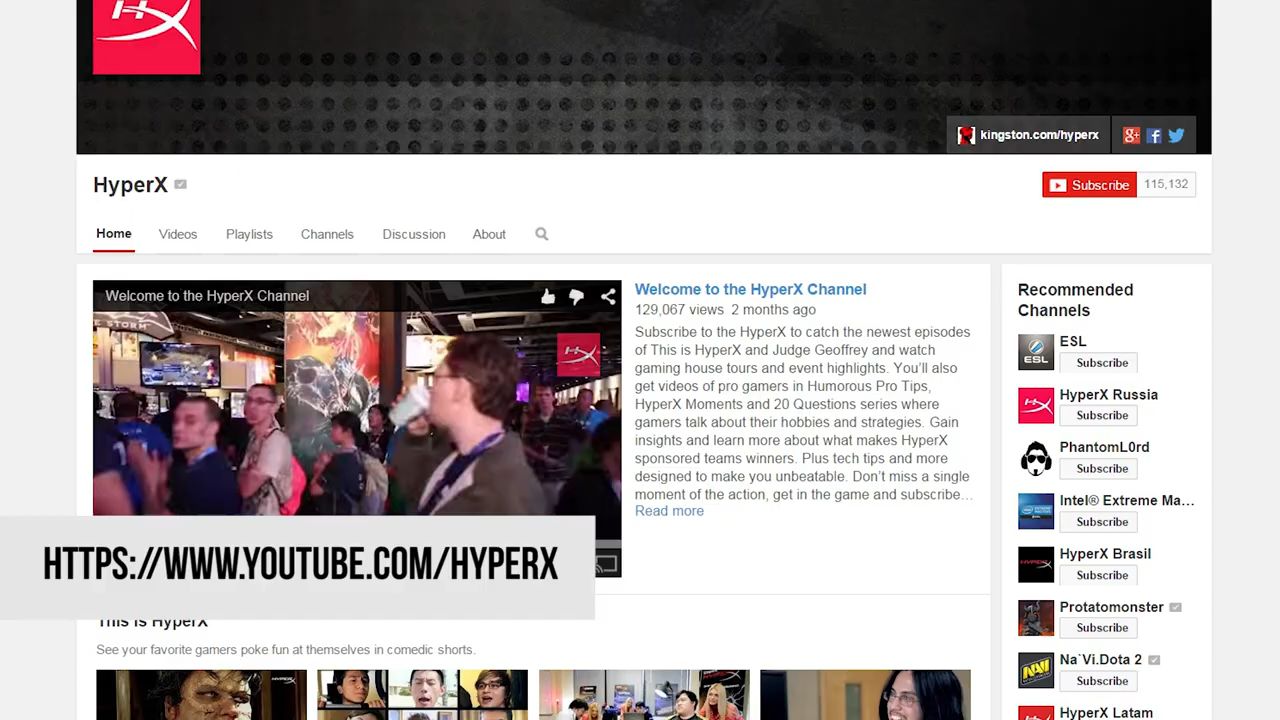 HX
kingston.com/hyperx
g+ f
HyperX
Subscribe 115,132
Home Videos Playlists Channels Discussion About
Welcome to the HyperX Channel
STORM
HX
Welcome to the HyperX Channel
129,067 views 2 months ago
Subscribe to the HyperX to catch the newest episodes
of This is HyperX and Judge Geoffrey and watch
gaming house tours and event highlights. You'll also
get videos of pro gamers in Humorous Pro Tips,
HyperX Moments and 20 Questions series where
gamers talk about their hobbies and strategies. Gain
insights and learn more about what makes HyperX
sponsored teams winners. Plus tech tips and more
designed to make you unbeatable. Don't miss a single
moment of the action, get in the game and subscribe...
Read more
HTTPS://WWW.YOUTUBE.COM/HYPERX
This is HyperX
See your favorite gamers poke fun at themselves in comedic shorts.
HYPERX
Recommended
Channels
ESL
ESL
Subscribe
HX
HyperX Russia
Subscribe
PhantomL0rd
Subscribe
Intel® Extreme Ma...
Subscribe
HYPERX
HyperX Brasil
Subscribe
Protatomonster
Subscribe
NAVI
Na`Vi.Dota 2
Subscribe
HyperX Latam